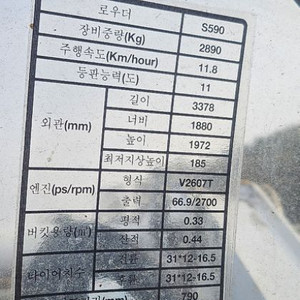 로우더 S590
장비중량(Kg) 2890
주행속도(Km/hour) 11.8
등판능력(도) 11
외관(mm) 길이 3378
너비 1880
높이 1972
최저지상높이 185
엔진(ps/rpm) 형식 V2607T
출력 66.9/2700
버킷용량(㎥) 평적 0.33
산적 0.44
타이어치수 전륜 31*12-16.5
후륜 31*12-16.5
790